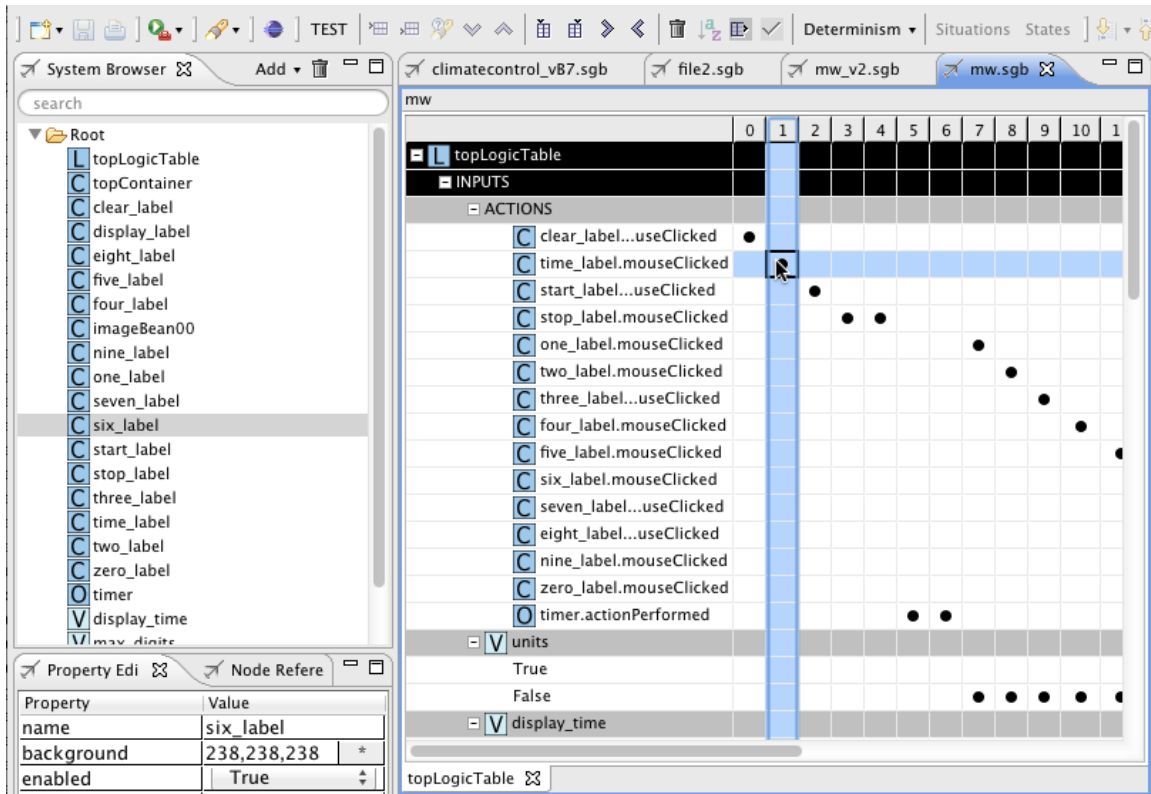 TEST Determinism Situations States
System Browser Add
search
Root
L topLogicTable
C topContainer
C clear_label
C display_label
C eight_label
C five_label
C four_label
C imageBean00
C nine_label
C one_label
C seven_label
C six_label
C start_label
C stop_label
C three_label
C time_label
C two_label
C zero_label
O timer
V display_time
V max_digits
Property Edi Node Refere
Property Value
name six_label
background 238,238,238 *
enabled True
climatecontrol_vB7.sgb file2.sgb mw_v2.sgb mw.sgb
mw
0 1 2 3 4 5 6 7 8 9 10 1
L topLogicTable
INPUTS
ACTIONS
C clear_label...useClicked
C time_label.mouseClicked
C start_label...useClicked
C stop_label.mouseClicked
C one_label.mouseClicked
C two_label.mouseClicked
C three_label...useClicked
C four_label.mouseClicked
C five_label.mouseClicked
C six_label.mouseClicked
C seven_label...useClicked
C eight_label...useClicked
C nine_label.mouseClicked
C zero_label.mouseClicked
O timer.actionPerformed
V units
True
False
V display_time
topLogicTable